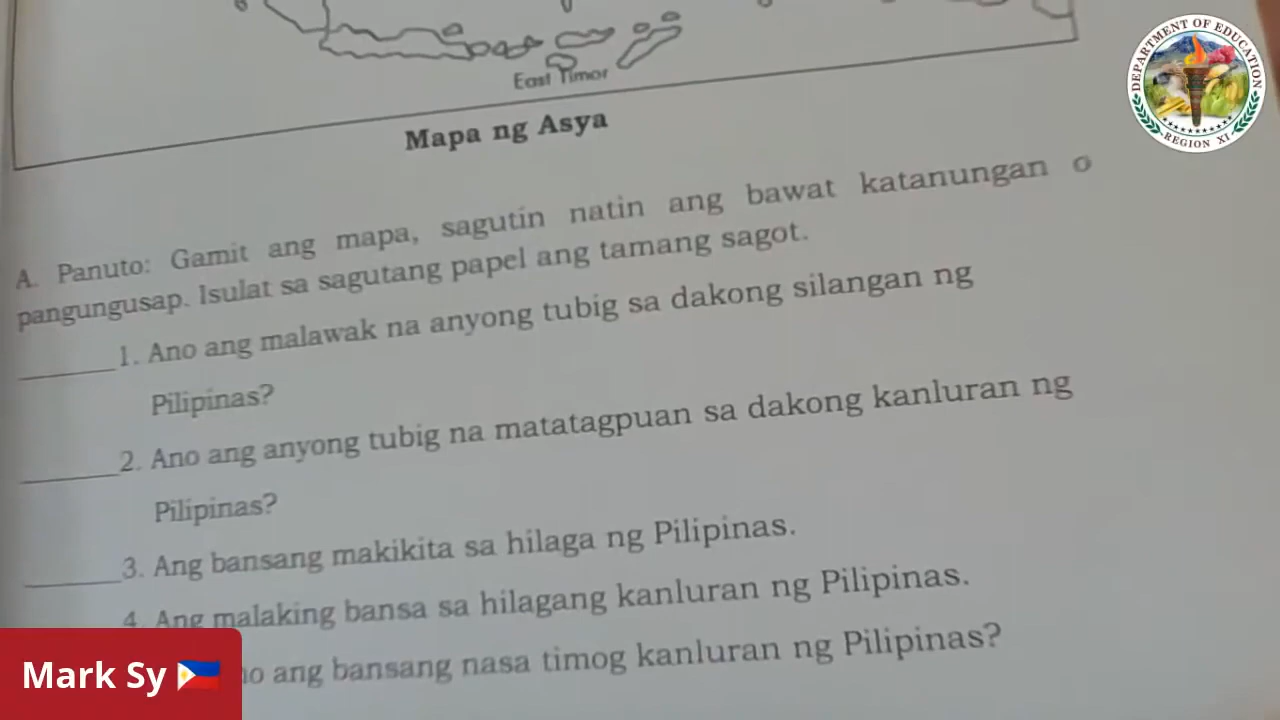 East Timor
Mapa ng Asya
DEPARTMENT OF EDUCATION
REGION XI
A. Panuto: Gamit ang mapa, sagutin natin ang bawat katanungan o
pangungusap. Isulat sa sagutang papel ang tamang sagot.
1. Ano ang malawak na anyong tubig sa dakong silangan ng
Pilipinas?
2. Ano ang anyong tubig na matatagpuan sa dakong kanluran ng
Pilipinas?
3. Ang bansang makikita sa hilaga ng Pilipinas.
4. Ang malaking bansa sa hilagang kanluran ng Pilipinas.
ang bansang nasa timog kanluran ng Pilipinas?
Mark Sy